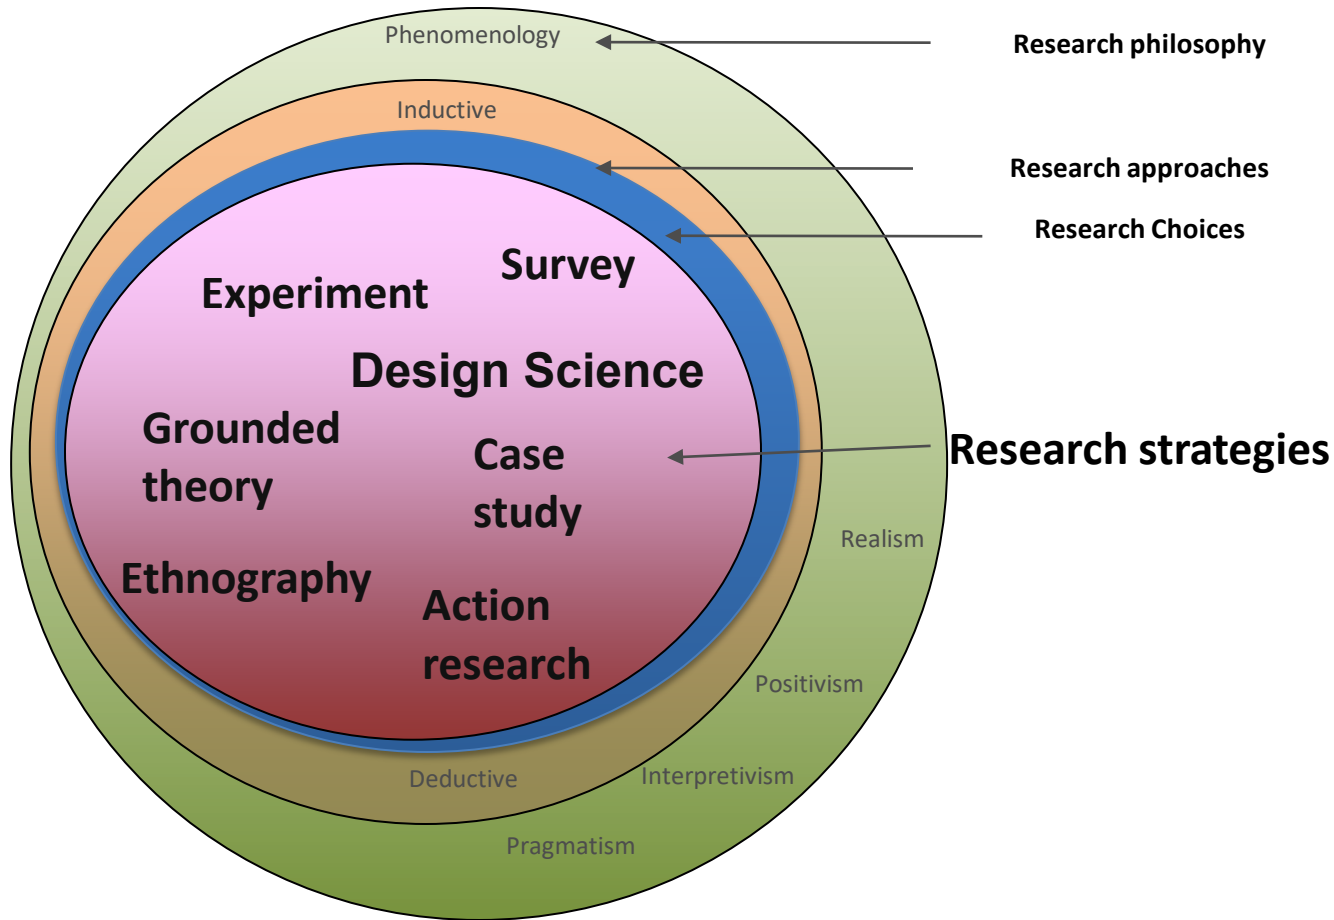 Phenomenology
Research philosophy
Inductive
Research approaches
Research Choices
Survey
Experiment
Design Science
Grounded
theory
Case
study
Research strategies
Realism
Ethnography
Action
research
Positivism
Deductive
Interpretivism
Pragmatism